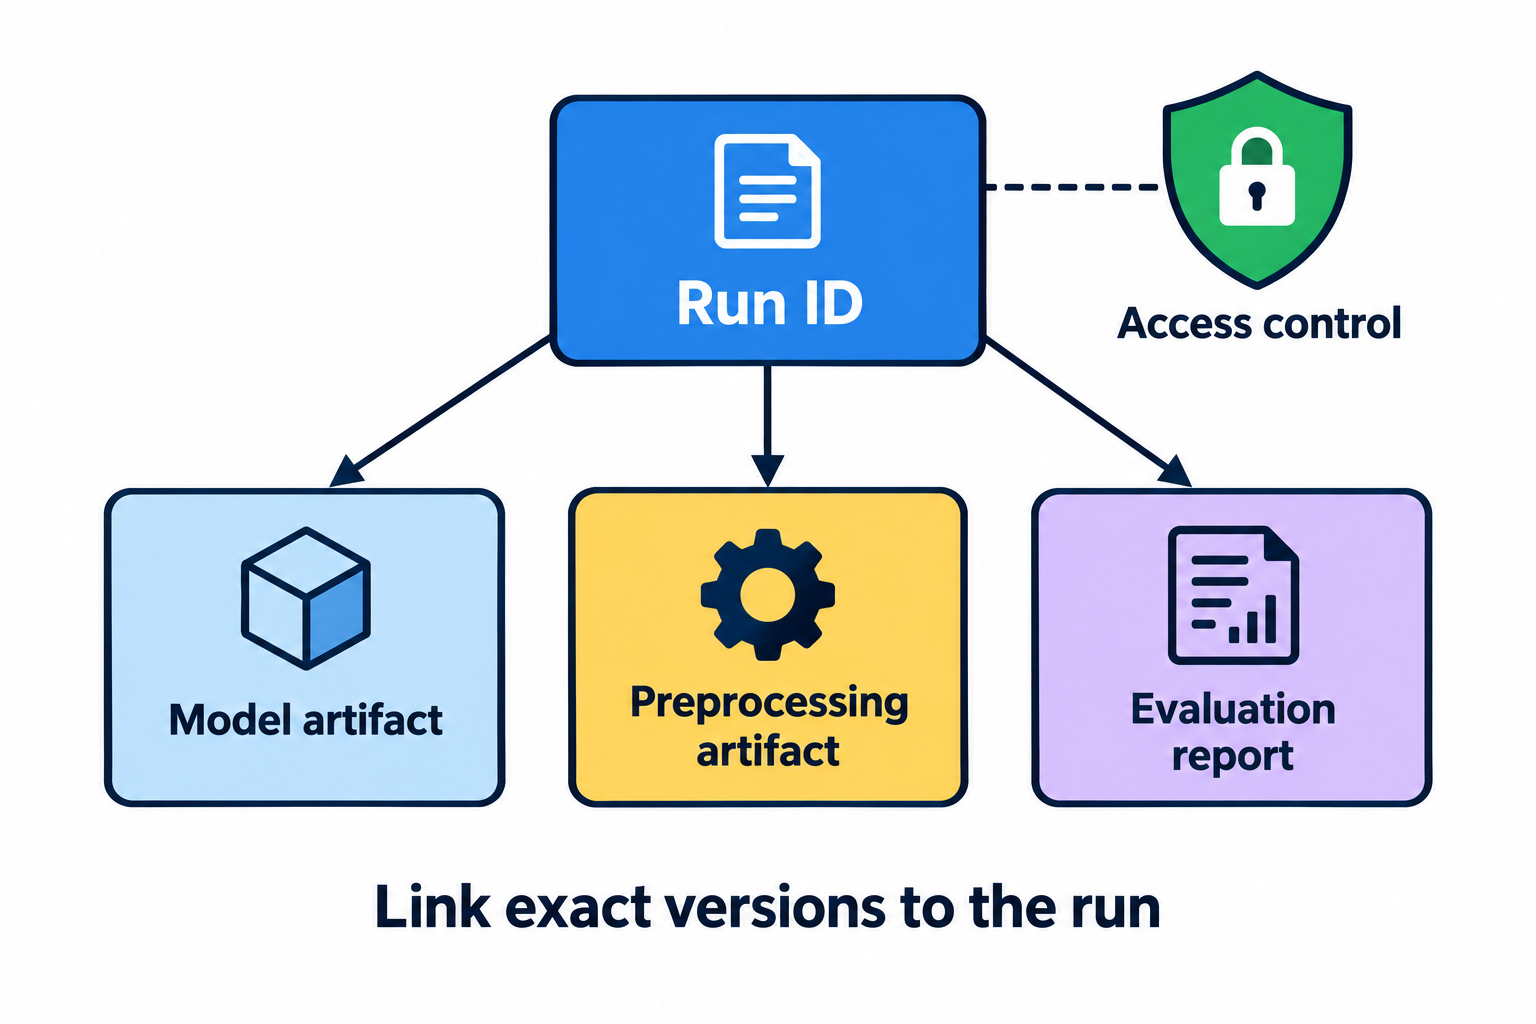 Run ID
Access control
Model artifact
Preprocessing
artifact
Evaluation
report
Link exact versions to the run